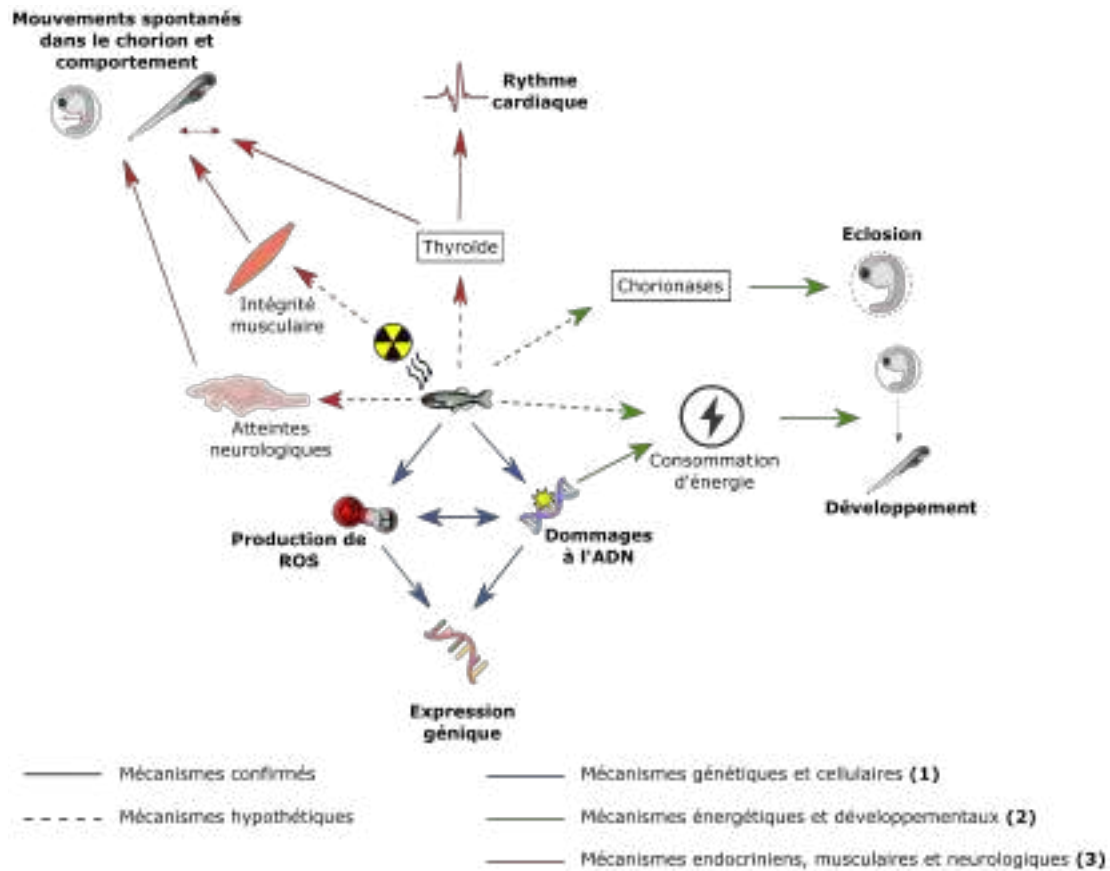 Mouvements spontanés
dans le chorion et
comportement
Rythme
cardiaque
Thyroïde
Eclosion
Chorionases
Intégrité
musculaire
Atteintes
neurologiques
Consommation
d'énergie
Développement
Production de
ROS
Dommages
à l'ADN
Expression
génique
Mécanismes confirmés
Mécanismes hypothétiques
Mécanismes génétiques et cellulaires (1)
Mécanismes énergétiques et développementaux (2)
Mécanismes endocriniens, musculaires et neurologiques (3)